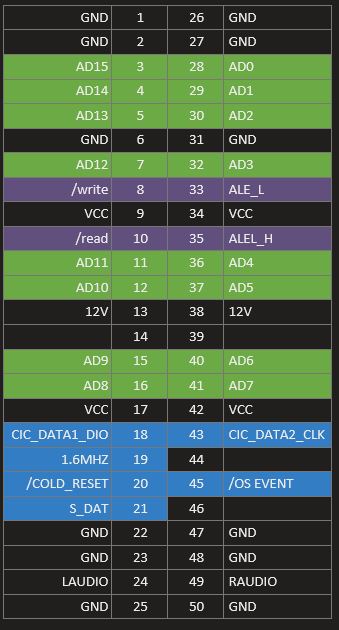 GND 1 26 GND
GND 2 27 GND
AD15 3 28 AD0
AD14 4 29 AD1
AD13 5 30 AD2
GND 6 31 GND
AD12 7 32 AD3
/write 8 33 ALE_L
VCC 9 34 VCC
/read 10 35 ALEL_H
AD11 11 36 AD4
AD10 12 37 AD5
12V 13 38 12V
14 39
AD9 15 40 AD6
AD8 16 41 AD7
VCC 17 42 VCC
CIC_DATA1_DIO 18 43 CIC_DATA2_CLK
1.6MHZ 19 44
/COLD_RESET 20 45 /OS EVENT
S_DAT 21 46
GND 22 47 GND
GND 23 48 GND
LAUDIO 24 49 RAUDIO
GND 25 50 GND